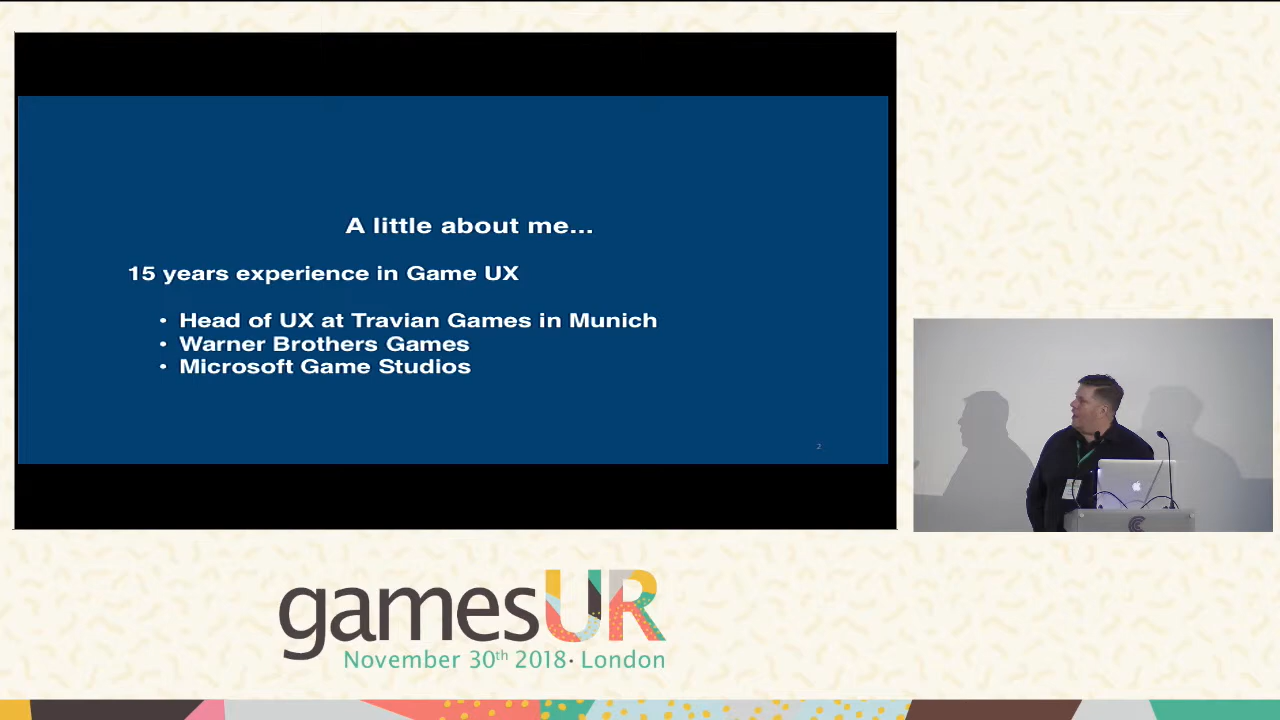 A little about me...
15 years experience in Game UX
• Head of UX at Travian Games in Munich
• Warner Brothers Games
• Microsoft Game Studios
2
gamesUR
November 30th 2018 · London